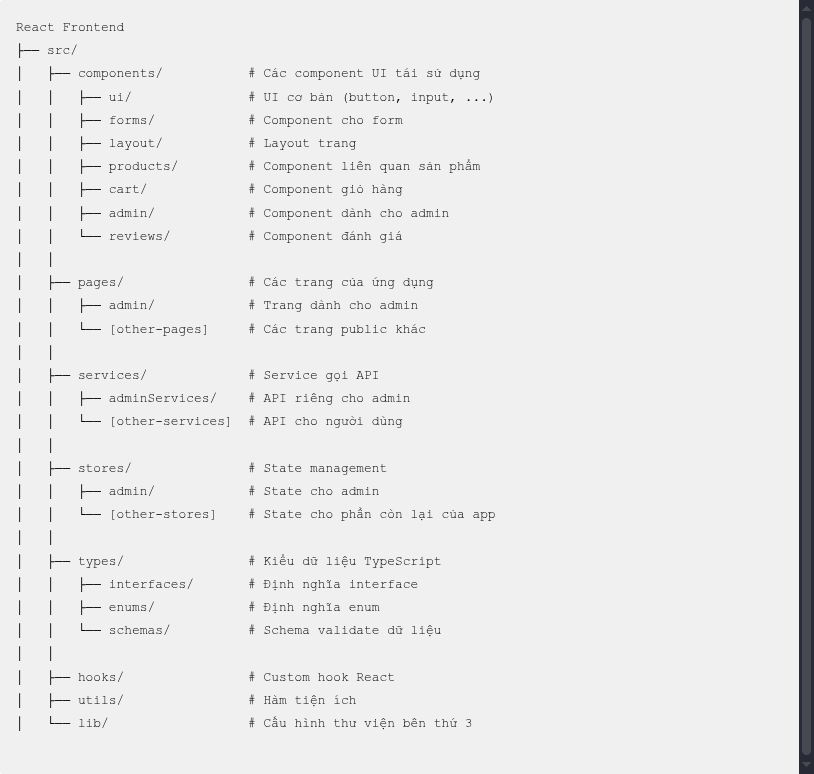 React Frontend
├── src/
│   ├── components/           # Các component UI tái sử dụng
│   │   ├── ui/               # UI cơ bản (button, input, ...)
│   │   ├── forms/            # Component cho form
│   │   ├── layout/           # Layout trang
│   │   ├── products/         # Component liên quan sản phẩm
│   │   ├── cart/             # Component giỏ hàng
│   │   ├── admin/            # Component dành cho admin
│   │   └── reviews/          # Component đánh giá
│   │
│   ├── pages/                # Các trang của ứng dụng
│   │   ├── admin/            # Trang dành cho admin
│   │   └── [other-pages]     # Các trang public khác
│   │
│   ├── services/             # Service gọi API
│   │   ├── adminServices/    # API riêng cho admin
│   │   └── [other-services]  # API cho người dùng
│   │
│   ├── stores/               # State management
│   │   ├── admin/            # State cho admin
│   │   └── [other-stores]    # State cho phần còn lại của app
│   │
│   ├── types/                # Kiểu dữ liệu TypeScript
│   │   ├── interfaces/       # Định nghĩa interface
│   │   ├── enums/            # Định nghĩa enum
│   │   └── schemas/          # Schema validate dữ liệu
│   │
│   ├── hooks/                # Custom hook React
│   ├── utils/                # Hàm tiện ích
│   └── lib/                  # Cấu hình thư viện bên thứ 3